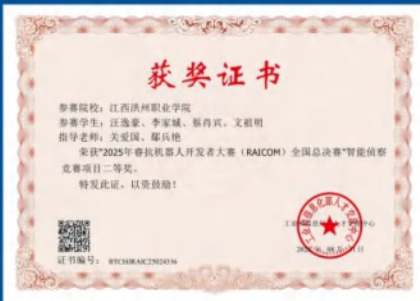 获奖证书
参赛院校：江西洪州职业学院
参赛学生：汪逸豪、李家城、蔡肖宾、文祖明
指导老师：关爱国、鄢兵艳
荣获"2025年睿抗机器人开发者大赛（RAICOM）全国总决赛"智能侦察
竞赛项目二等奖。
特发此证，以资鼓励！
证书编号：